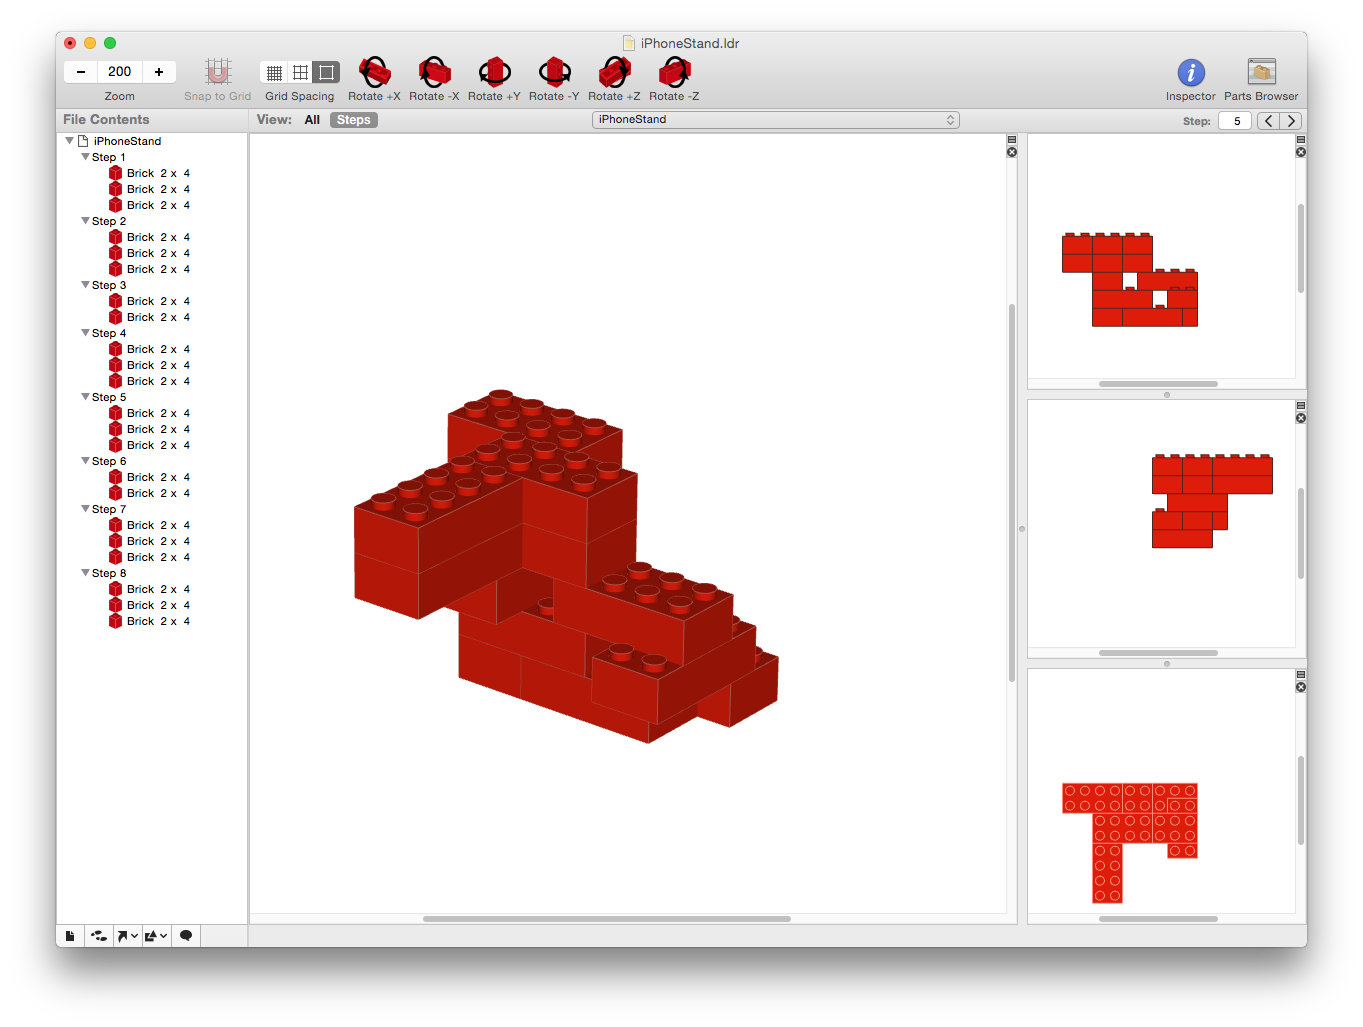 iPhoneStand.ldr
200
Zoom
Snap to Grid
Grid Spacing
Rotate +X
Rotate -X
Rotate +Y
Rotate -Y
Rotate +Z
Rotate -Z
Inspector
Parts Browser
File Contents
View: All Steps
iPhoneStand
Step: 5
iPhoneStand
Step 1
Brick 2 x 4
Brick 2 x 4
Brick 2 x 4
Step 2
Brick 2 x 4
Brick 2 x 4
Brick 2 x 4
Step 3
Brick 2 x 4
Brick 2 x 4
Step 4
Brick 2 x 4
Brick 2 x 4
Brick 2 x 4
Step 5
Brick 2 x 4
Brick 2 x 4
Brick 2 x 4
Step 6
Brick 2 x 4
Brick 2 x 4
Step 7
Brick 2 x 4
Brick 2 x 4
Brick 2 x 4
Step 8
Brick 2 x 4
Brick 2 x 4
Brick 2 x 4